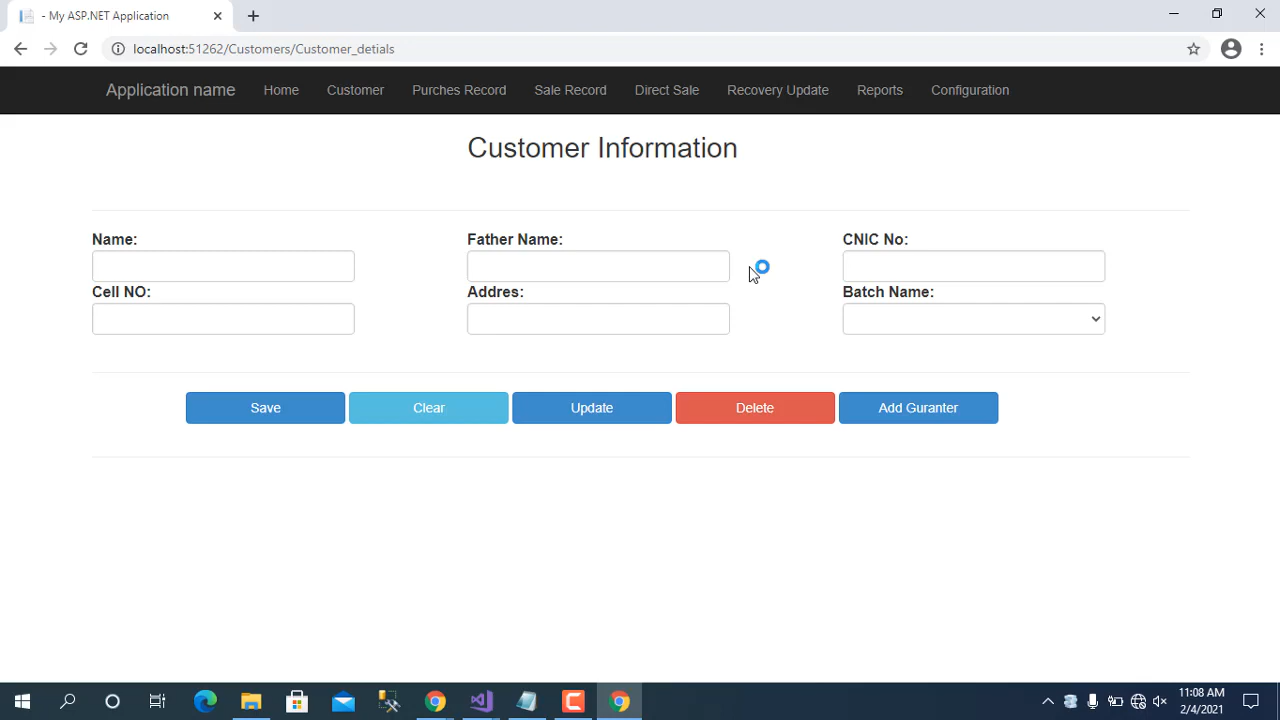 - My ASP.NET Application
localhost:51262/Customers/Customer_detials
Application name Home Customer Purches Record Sale Record Direct Sale Recovery Update Reports Configuration
Customer Information
Name: Father Name: CNIC No:
Cell NO: Addres: Batch Name:
Save Clear Update Delete Add Guranter
11:08 AM
2/4/2021